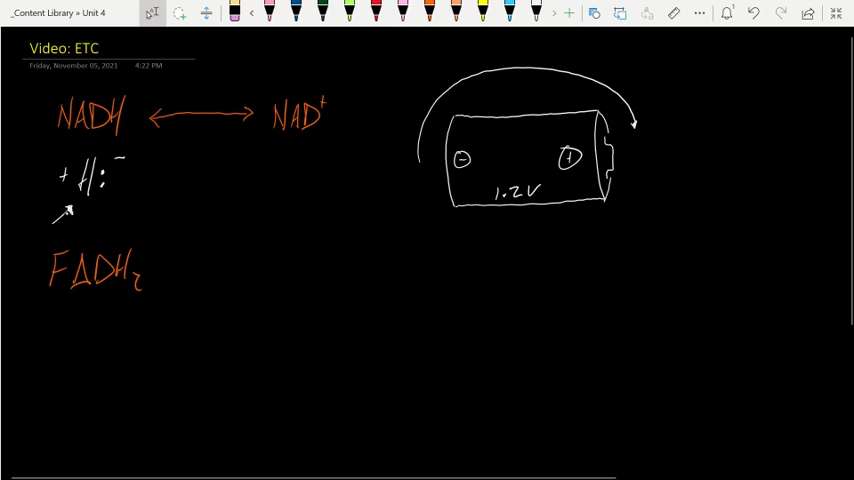 _Content Library » Unit 4
Video: ETC
Friday, November 05, 2021 4:22 PM
NADH ⟷ NAD⁺
+ H:⁻
FADH₂
− +
1.2V